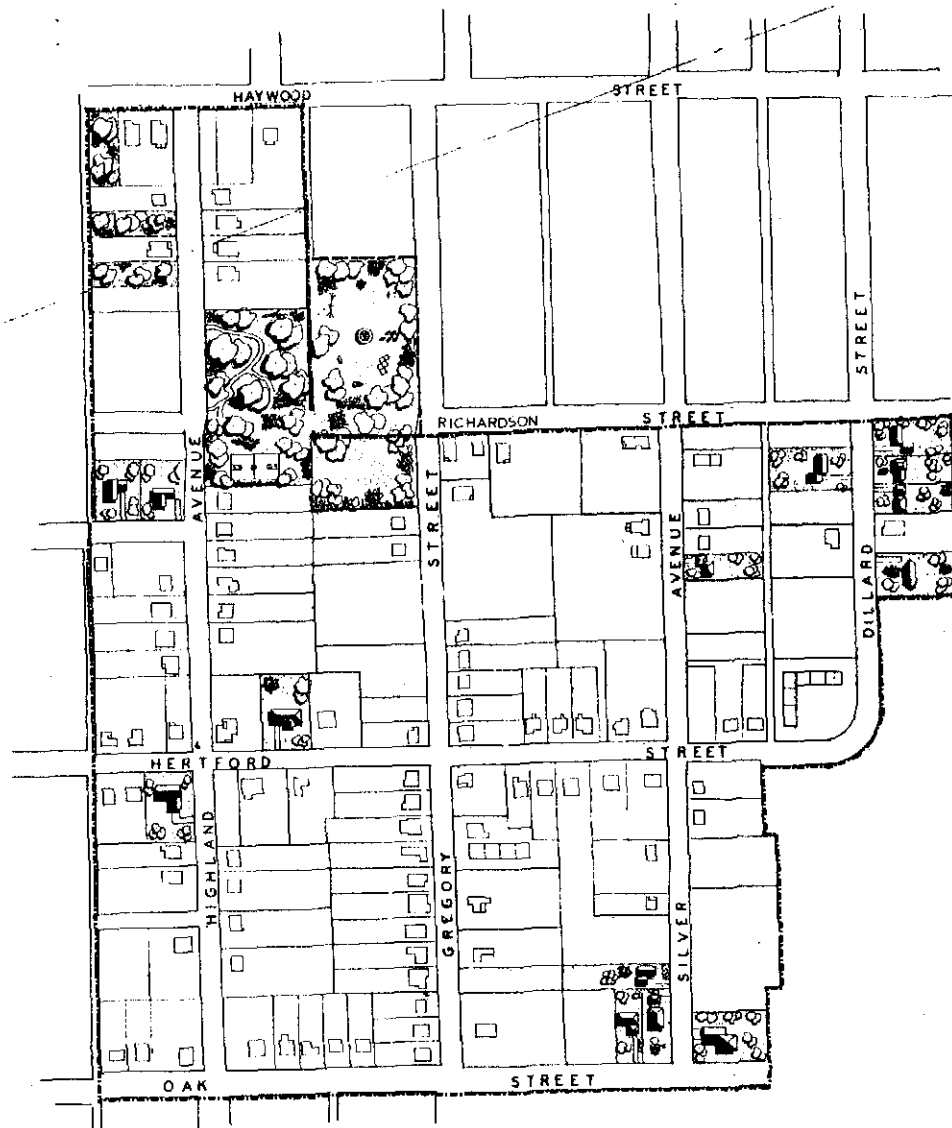 HAYWOOD STREET
STREET
RICHARDSON STREET
AVENUE
STREET
AVENUE
DILLARD
HERTFORD STREET
HIGHLAND
GREGORY
SILVER
OAK STREET